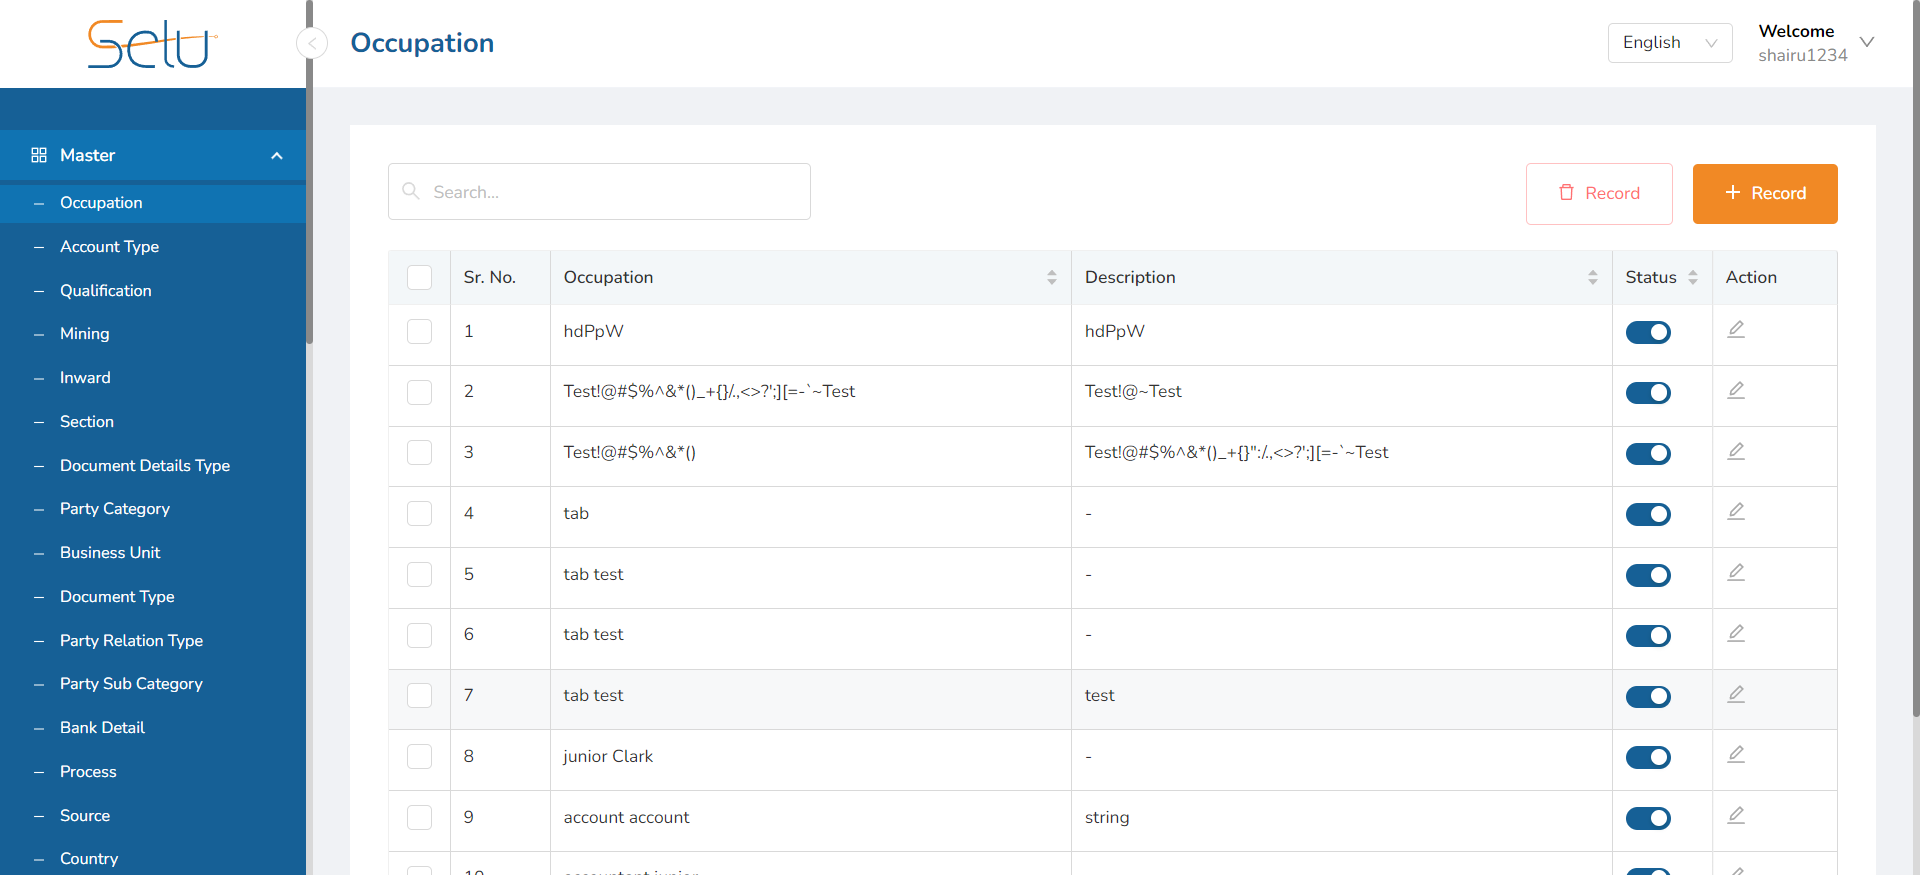 Selu
Occupation
English
Welcome
shairu1234
Master
Occupation
Account Type
Qualification
Mining
Inward
Section
Document Details Type
Party Category
Business Unit
Document Type
Party Relation Type
Party Sub Category
Bank Detail
Process
Source
Country
Search...
Record
+ Record
Sr. No. Occupation Description Status Action
1 hdPpW hdPpW
2 Test!@#$%^&*()_+{}/.,<>?';][=-`~Test Test!@~Test
3 Test!@#$%^&*() Test!@#$%^&*()_+{}":/.,<>?';][=-`~Test
4 tab -
5 tab test -
6 tab test -
7 tab test test
8 junior Clark -
9 account account string